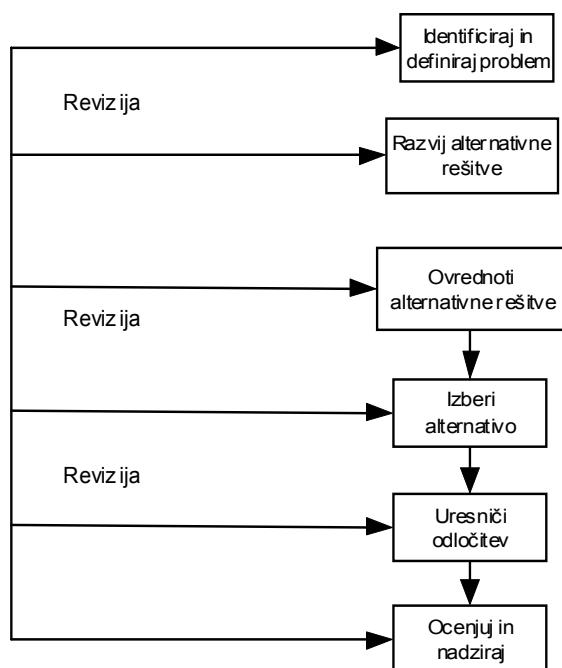 Identificiraj in
definiraj problem
Revizija
Razvij alternativne
rešitve
Ovrednoti
alternativne rešitve
Revizija
Izberi
alternativo
Revizija
Uresniči
odločitev
Ocenjuj in
nadziraj